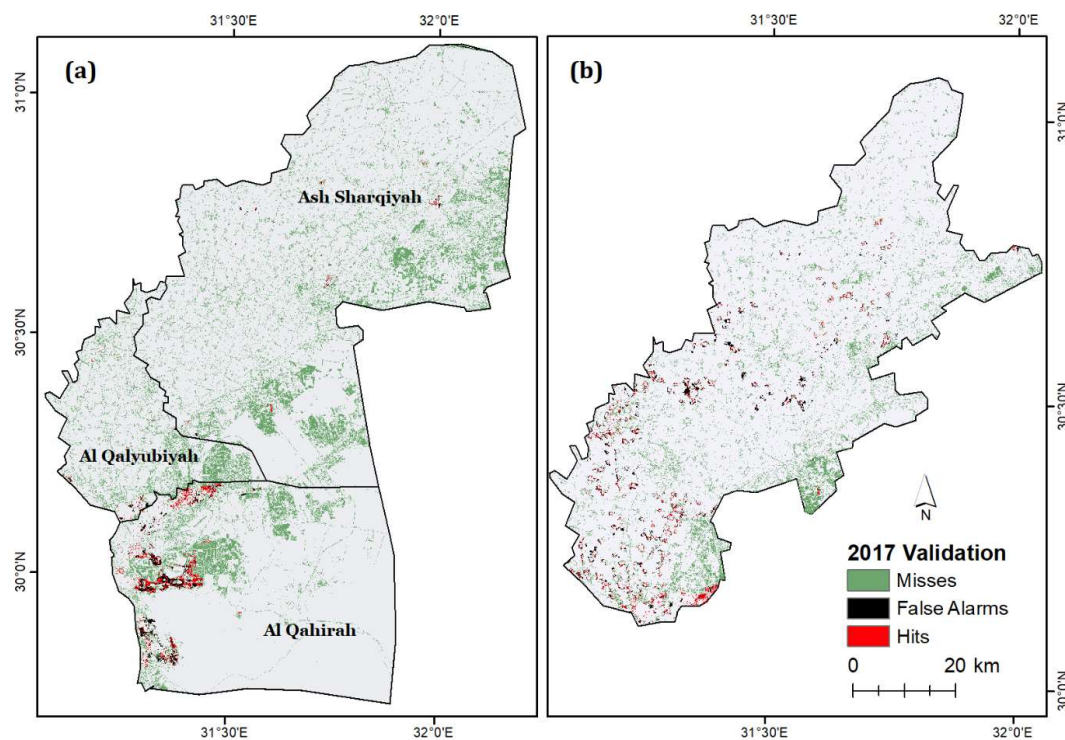 31°30'E
32°0'E
31°30'E
32°0'E
(a)
(b)
31°0'N
31°0'N
Ash Sharqiyah
30°30'N
30°30'N
Al Qalyubiyah
N
2017 Validation
Misses
30°0'N
False Alarms
Al Qahirah
Hits
0 20 km
30°0'N
31°30'E
32°0'E
31°30'E
32°0'E